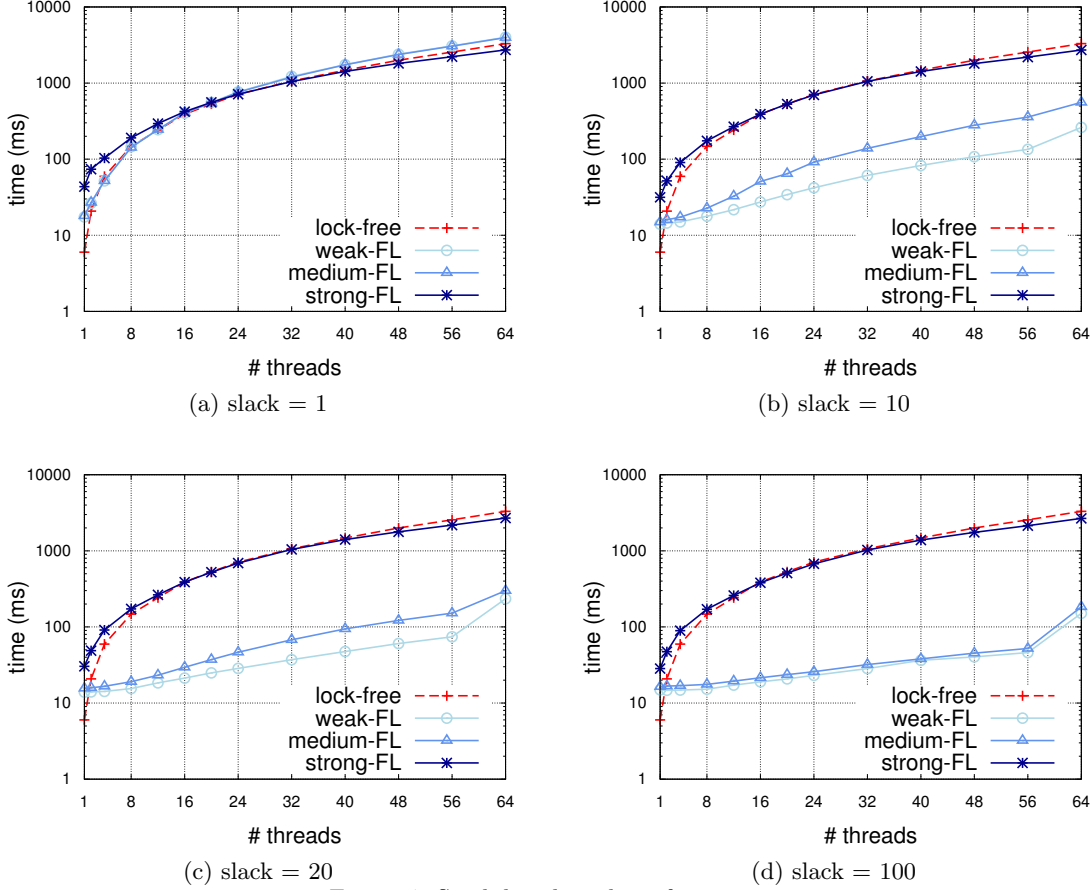 10000
1000
100
10
1
time (ms)
lock-free
weak-FL
medium-FL
strong-FL
1 8 16 24 32 40 48 56 64
# threads
(a) slack = 1
10000
1000
100
10
1
time (ms)
lock-free
weak-FL
medium-FL
strong-FL
1 8 16 24 32 40 48 56 64
# threads
(b) slack = 10
10000
1000
100
10
1
time (ms)
lock-free
weak-FL
medium-FL
strong-FL
1 8 16 24 32 40 48 56 64
# threads
(c) slack = 20
10000
1000
100
10
1
time (ms)
lock-free
weak-FL
medium-FL
strong-FL
1 8 16 24 32 40 48 56 64
# threads
(d) slack = 100